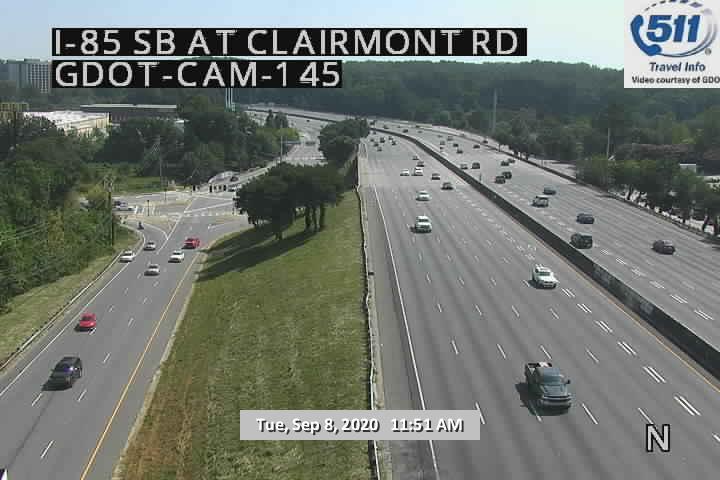 I-85 SB AT CLAIRMONT RD
GDOT-CAM-145
511
Travel Info
Video courtesy of GDO
Tue, Sep 8, 2020 11:51 AM
N